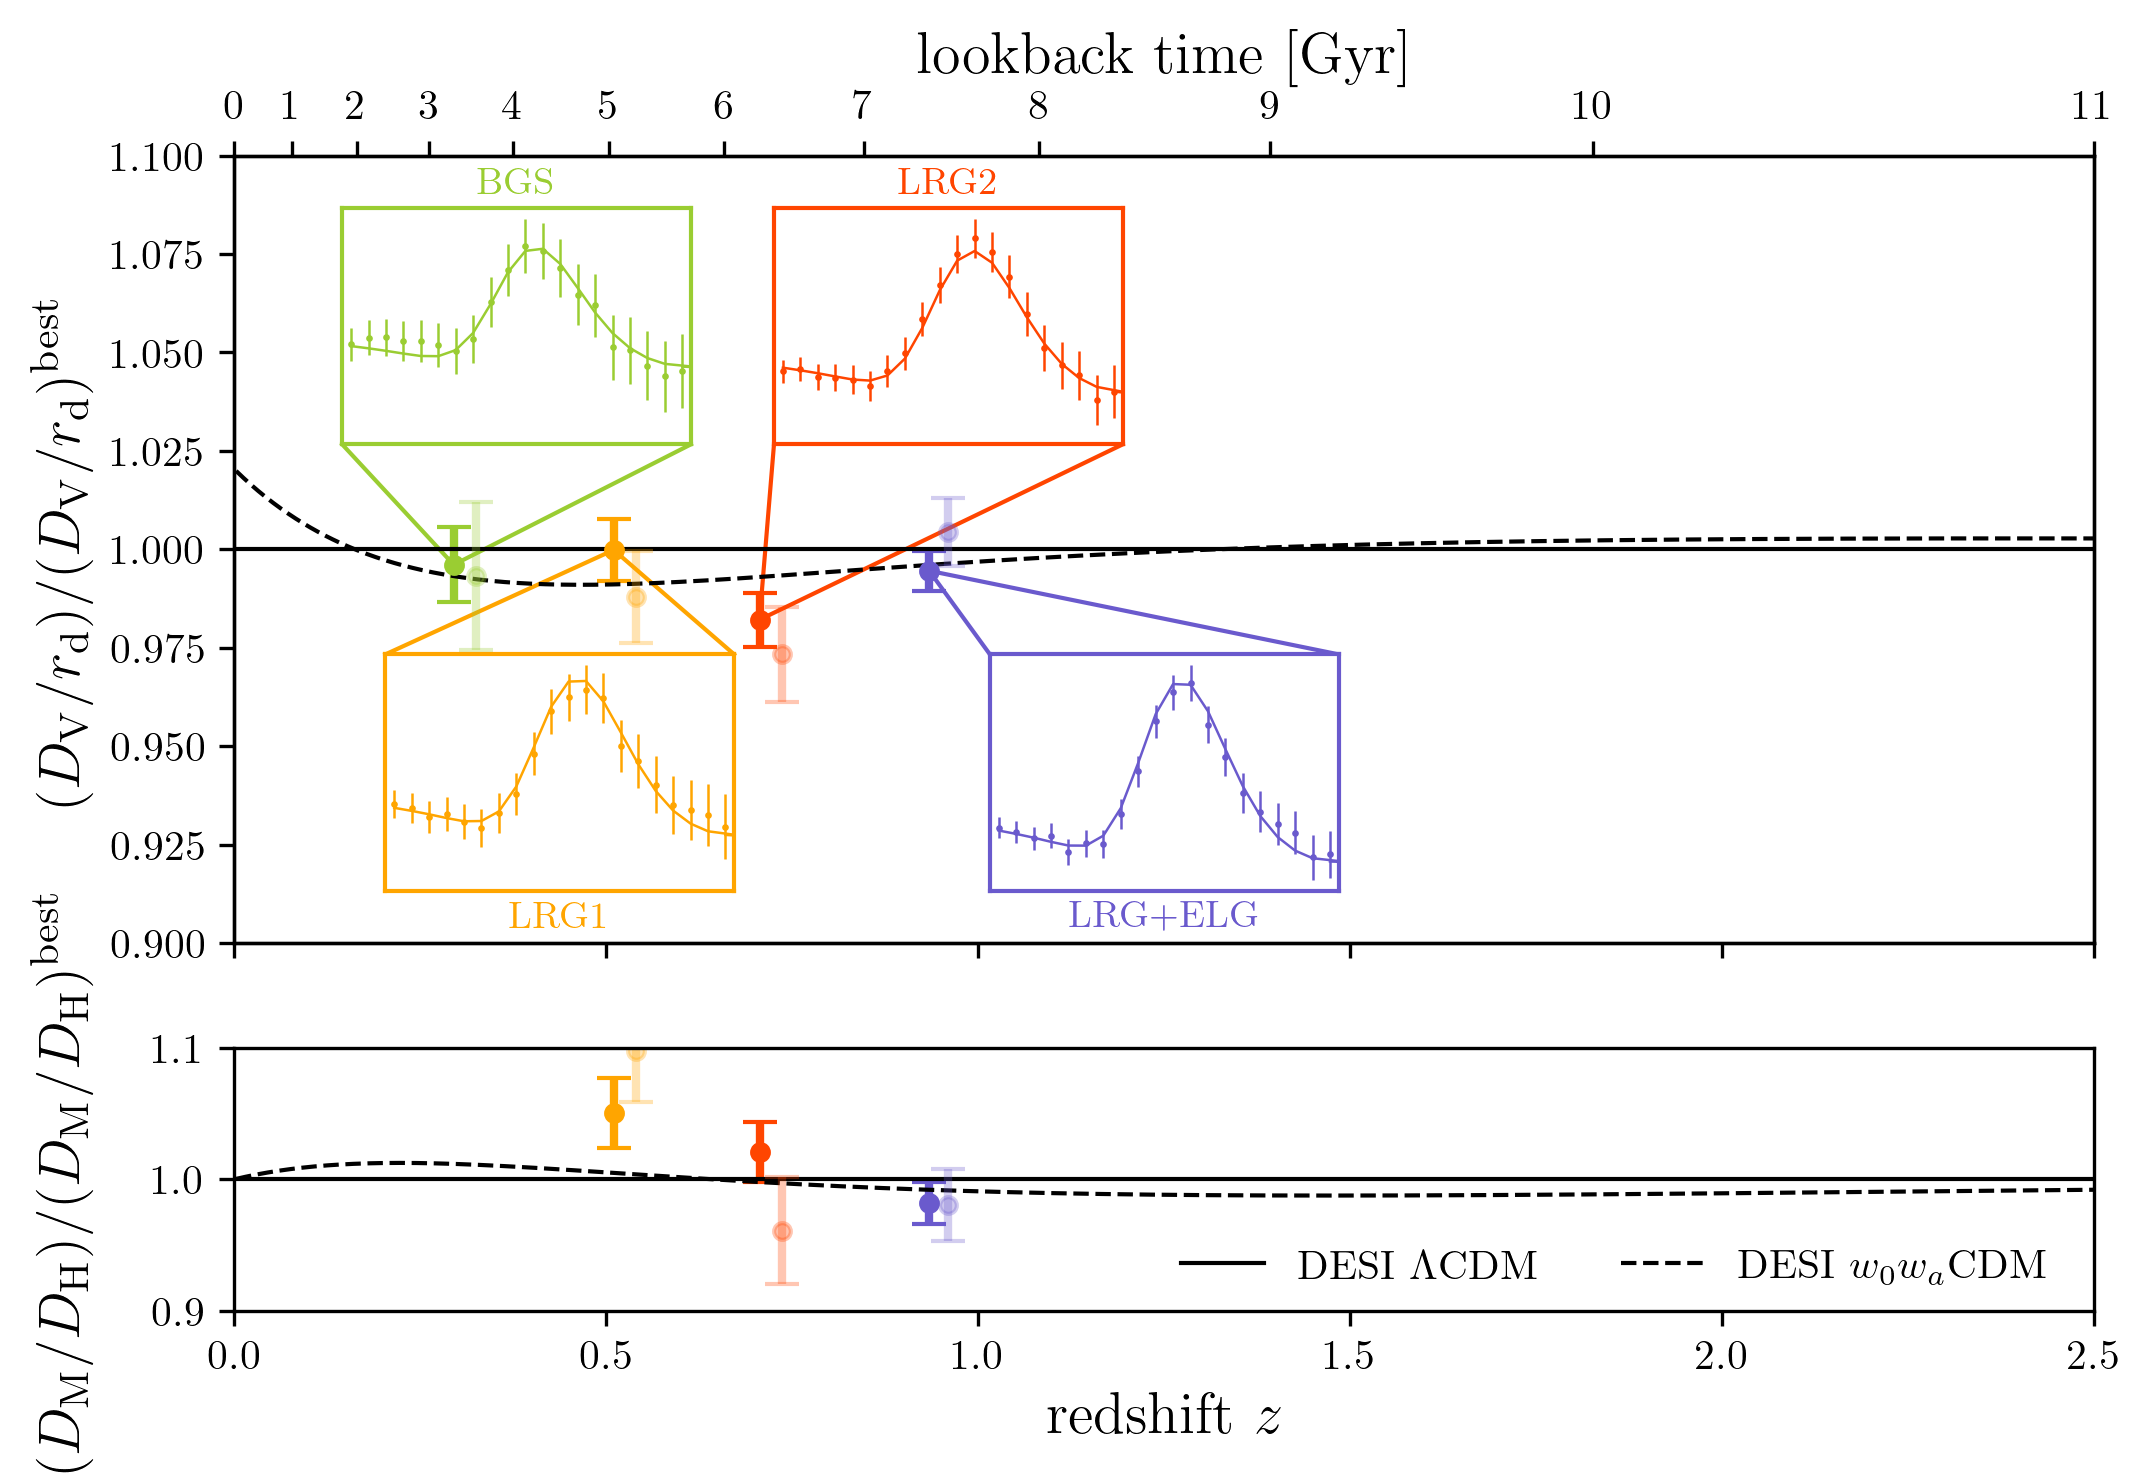 lookback time [Gyr]
0 1 2 3 4 5 6 7 8 9 10 11
(D_V/r_d)/(D_V/r_d)^best
1.100
1.075
1.050
1.025
1.000
0.975
0.950
0.925
0.900
BGS
LRG2
LRG1
LRG+ELG
(D_M/D_H)/(D_M/D_H)^best
1.1
1.0
0.9
DESI ΛCDM
DESI w₀wₐCDM
0.0 0.5 1.0 1.5 2.0 2.5
redshift z